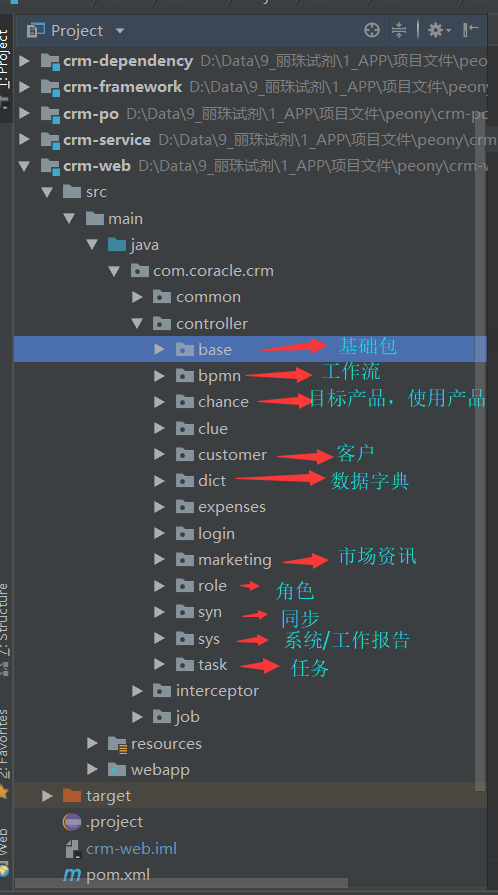 Project
1: Project
crm-dependency D:\Data\9_丽珠试剂\1_APP\项目文件\peony
crm-framework D:\Data\9_丽珠试剂\1_APP\项目文件\peony
crm-po D:\Data\9_丽珠试剂\1_APP\项目文件\peony\crm-po
crm-service D:\Data\9_丽珠试剂\1_APP\项目文件\peony\
crm-web D:\Data\9_丽珠试剂\1_APP\项目文件\peony\crm-v
src
main
java
com.coracle.crm
common
controller
base 基础包
bpmn 工作流
chance 目标产品，使用产品
clue
customer 客户
dict 数据字典
expenses
login
marketing 市场资讯
role 角色
syn 同步
sys 系统/工作报告
task 任务
interceptor
job
resources
webapp
target
.project
crm-web.iml
pom.xml
7: Structure
2: Favorites
Web